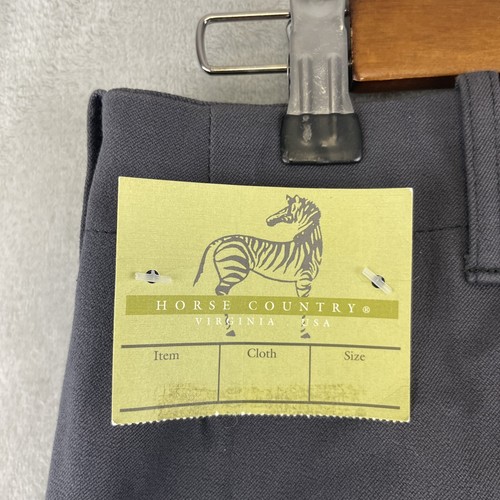 HORSE COUNTRY®
VIRGINIA USA
Item Cloth Size